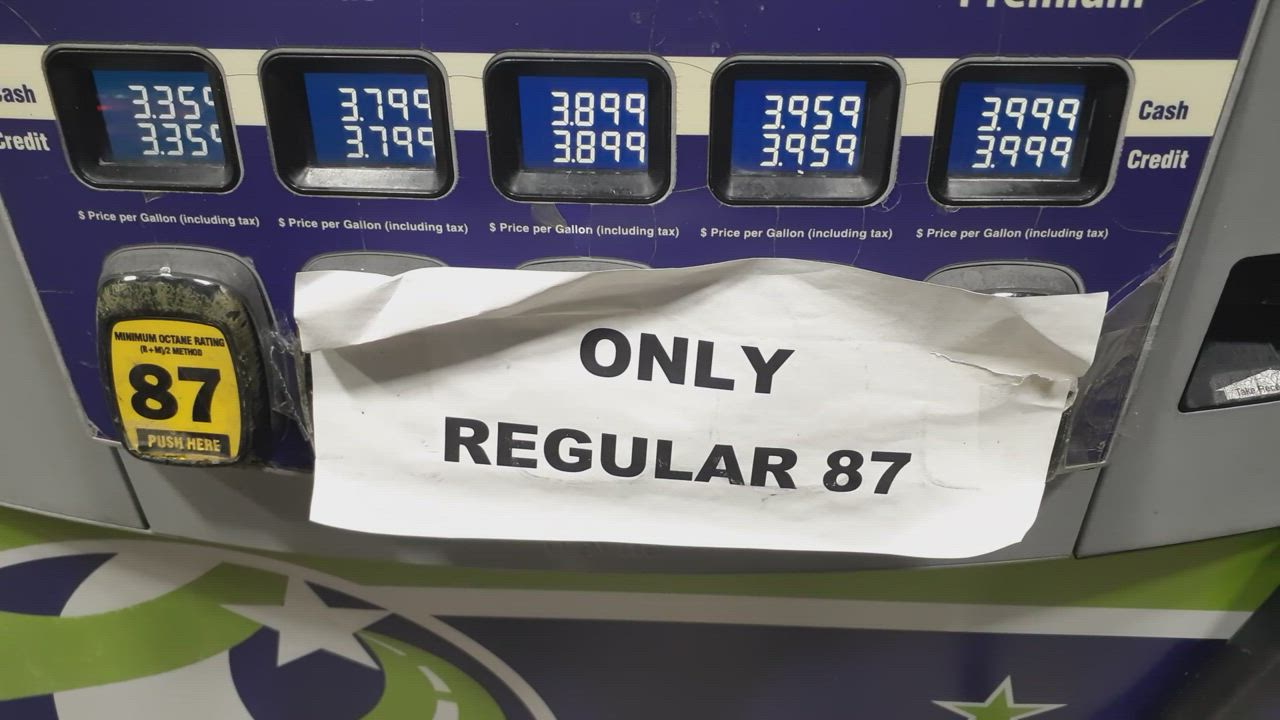 Premium
Cash
3.359 3.799 3.899 3.959 3.999
Cash
Credit
3.359 3.799 3.899 3.959 3.999
Credit
$ Price per Gallon (including tax)
$ Price per Gallon (including tax)
$ Price per Gallon (including tax)
$ Price per Gallon (including tax)
$ Price per Gallon (including tax)
MINIMUM OCTANE RATING
(R+M)/2 METHOD
87
PUSH HERE
ONLY
REGULAR 87
Take